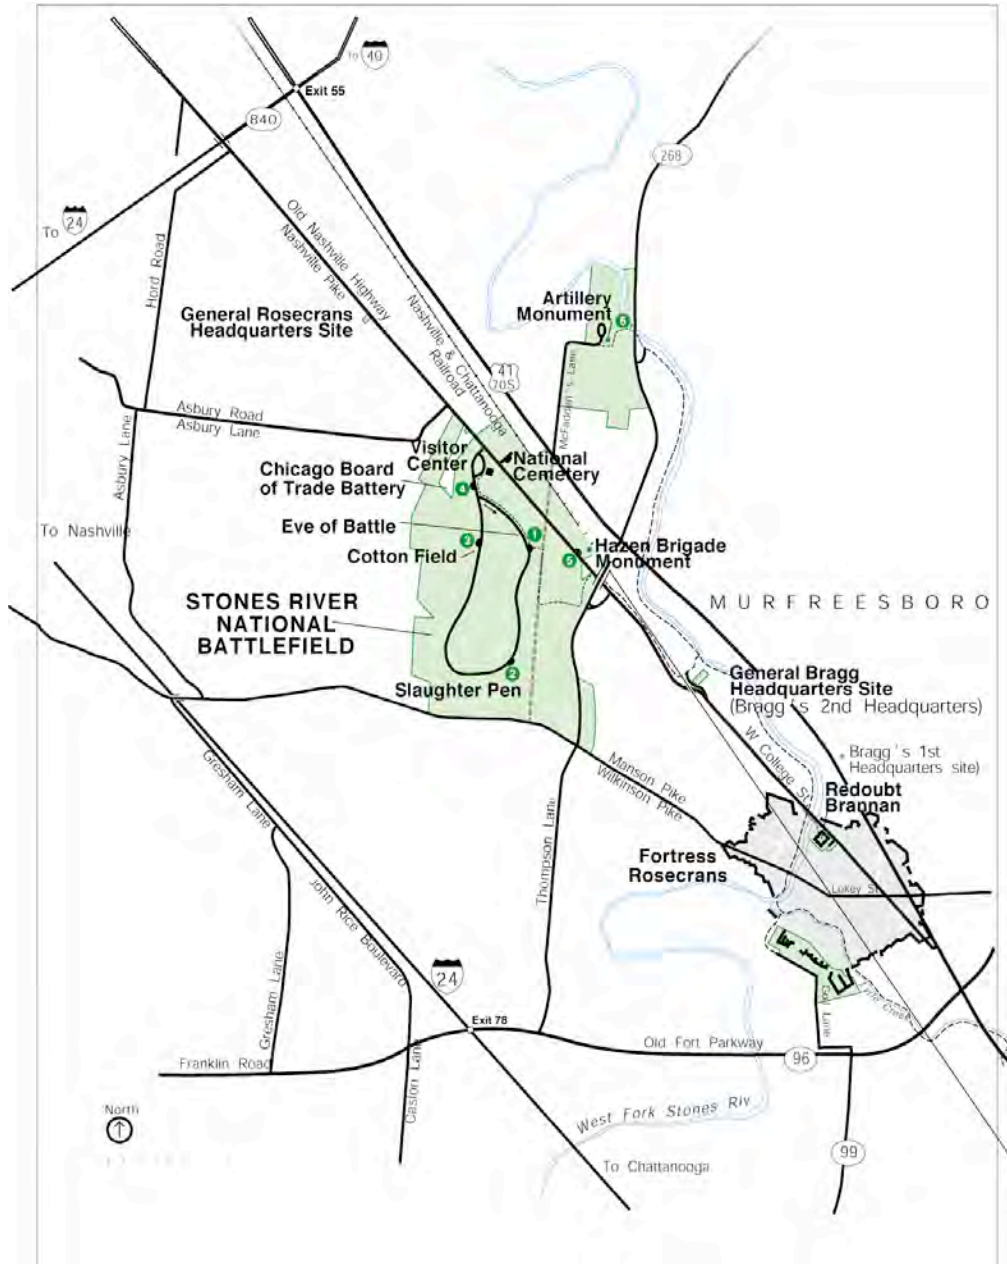 To 40
Exit 55
840
268
To 24
Hord Road
Old Nashville Highway
Nashville Pike
Nashville & Chattanooga
Railroad
General Rosecrans
Headquarters Site
Artillery
Monument
6
41
70S
McFadden's Lane
Asbury Road
Asbury Lane
Asbury Lane
Visitor
Center
National
Cemetery
Chicago Board
of Trade Battery
4
To Nashville
Eve of Battle
1
3
Cotton Field
5
Hazen Brigade
Monument
STONES RIVER
NATIONAL
BATTLEFIELD
MURFREESBORO
2
Slaughter Pen
General Bragg
Headquarters Site
(Bragg's 2nd Headquarters)
W College St
Bragg's 1st
Headquarters site)
Manson Pike
Wilkinson Pike
Redoubt
Brannan
Gresham Lane
Thompson Lane
Fortress
Rosecrans
Lokey St
John Rice Boulevard
24
Gresham Lane
Golf Lane
Creek
Exit 78
Franklin Road
Old Fort Parkway
96
Cason Lane
North
West Fork Stones Riv
99
To Chattanooga